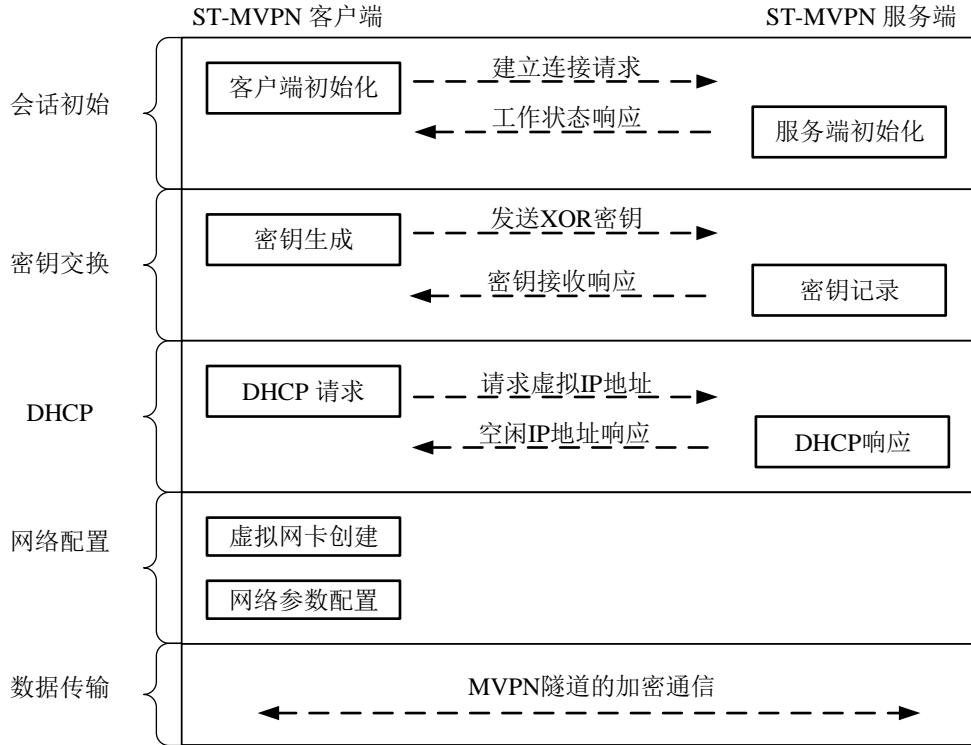 ST-MVPN 客户端
ST-MVPN 服务端
会话初始
客户端初始化
建立连接请求
工作状态响应
服务端初始化
密钥交换
密钥生成
发送XOR密钥
密钥接收响应
密钥记录
DHCP
DHCP 请求
请求虚拟IP地址
空闲IP地址响应
DHCP响应
网络配置
虚拟网卡创建
网络参数配置
数据传输
MVPN隧道的加密通信